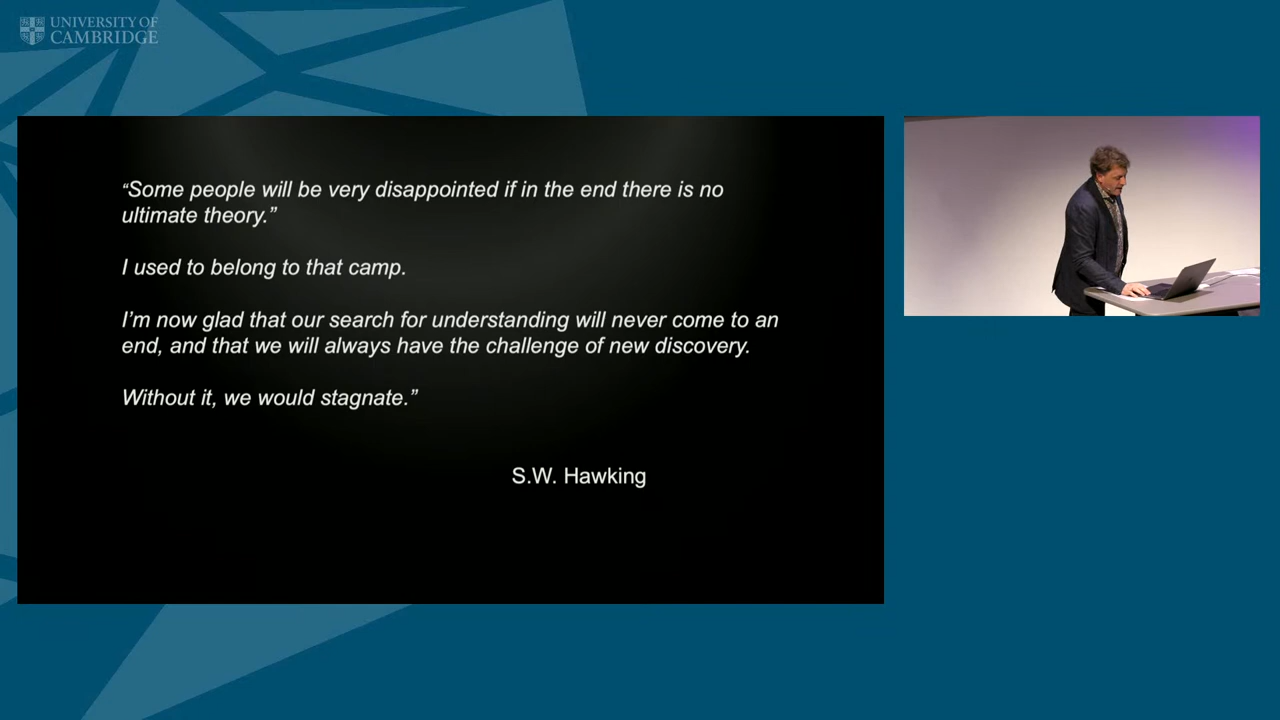 UNIVERSITY OF
CAMBRIDGE
“Some people will be very disappointed if in the end there is no
ultimate theory.”
I used to belong to that camp.
I’m now glad that our search for understanding will never come to an
end, and that we will always have the challenge of new discovery.
Without it, we would stagnate.”
S.W. Hawking